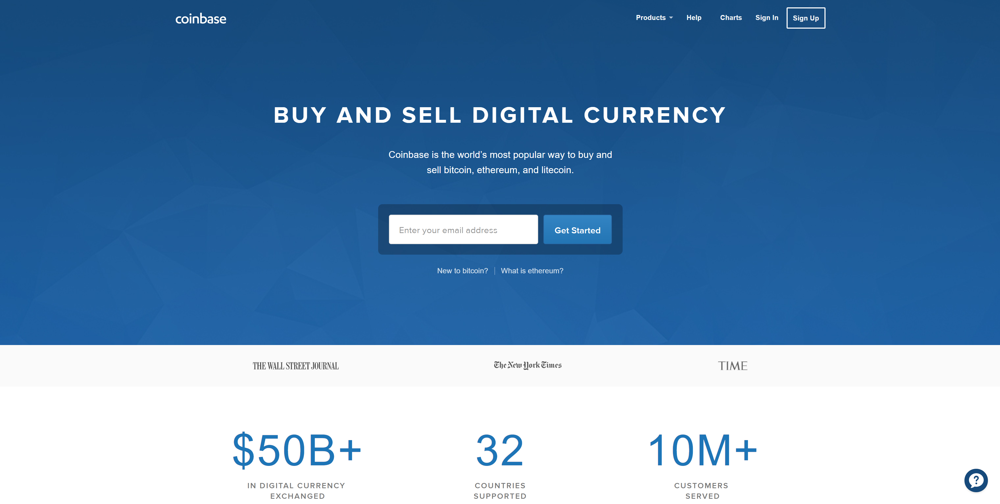 coinbase
Products
Help
Charts
Sign In
Sign Up
BUY AND SELL DIGITAL CURRENCY
Coinbase is the world’s most popular way to buy and
sell bitcoin, ethereum, and litecoin.
Enter your email address
Get Started
New to bitcoin?
What is ethereum?
THE WALL STREET JOURNAL
The New York Times
TIME
$50B+
IN DIGITAL CURRENCY
EXCHANGED
32
COUNTRIES
SUPPORTED
10M+
CUSTOMERS
SERVED
?